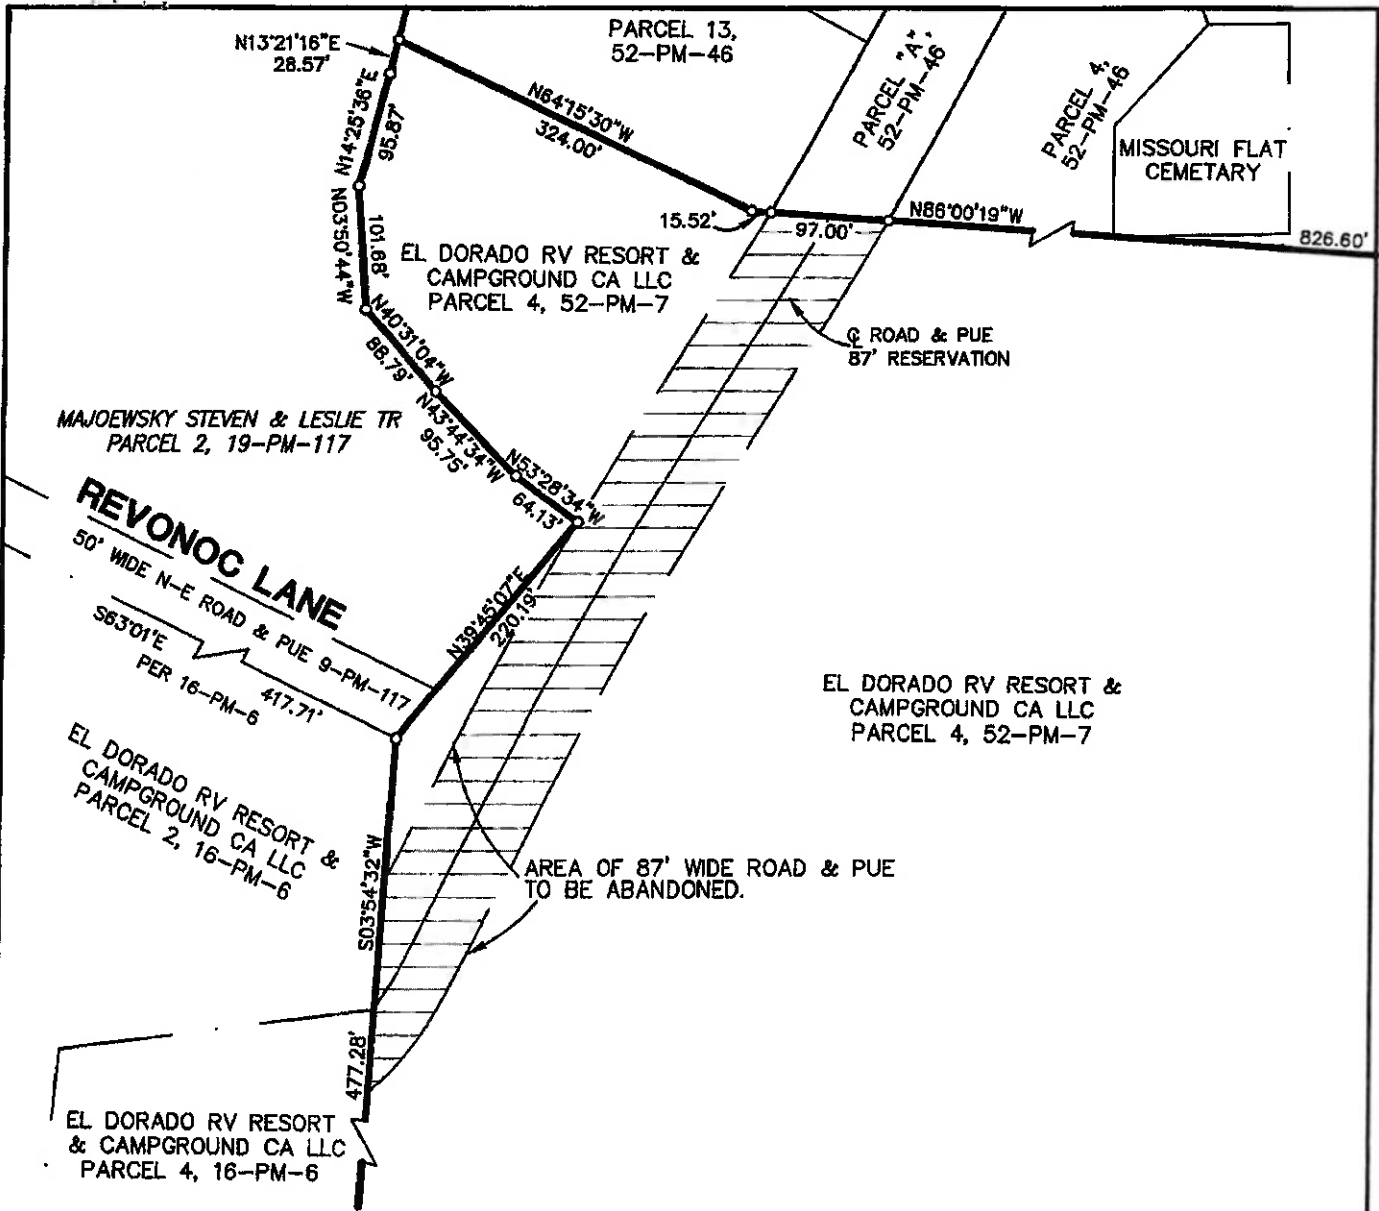 N13°21'16"E
28.57'
PARCEL 13,
52-PM-46
PARCEL "A",
52-PM-46
PARCEL 4,
52-PM-46
MISSOURI FLAT
CEMETARY
N64°15'30"W
324.00'
N14°25'36"E
95.87'
15.52'
97.00'
N86°00'19"W
826.60'
N03°50'44"W
101.68'
EL DORADO RV RESORT &
CAMPGROUND CA LLC
PARCEL 4, 52-PM-7
℄ ROAD & PUE
87' RESERVATION
N40°31'04"W
88.79'
MAJOEWSKY STEVEN & LESLIE TR
PARCEL 2, 19-PM-117
N43°44'34"W
95.75'
N53°28'34"W
64.13'
REVONOC LANE
50' WIDE N-E ROAD & PUE 9-PM-117
S63°01'E
417.71'
PER 16-PM-6
N39°45'07"E
220.19'
EL DORADO RV RESORT &
CAMPGROUND CA LLC
PARCEL 4, 52-PM-7
EL DORADO RV RESORT &
CAMPGROUND CA LLC
PARCEL 2, 16-PM-6
AREA OF 87' WIDE ROAD & PUE
TO BE ABANDONED.
S03°54'32"W
477.28'
EL DORADO RV RESORT
& CAMPGROUND CA LLC
PARCEL 4, 16-PM-6